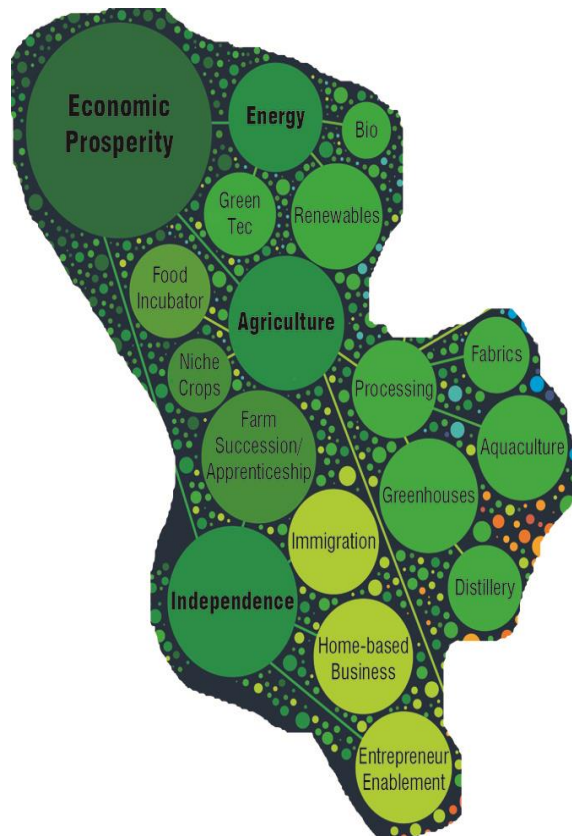 Economic
Prosperity
Energy
Bio
Green
Tec
Renewables
Food
Incubator
Agriculture
Niche
Crops
Processing
Fabrics
Farm
Succession/
Apprenticeship
Aquaculture
Greenhouses
Immigration
Distillery
Independence
Home-based
Business
Entrepreneur
Enablement